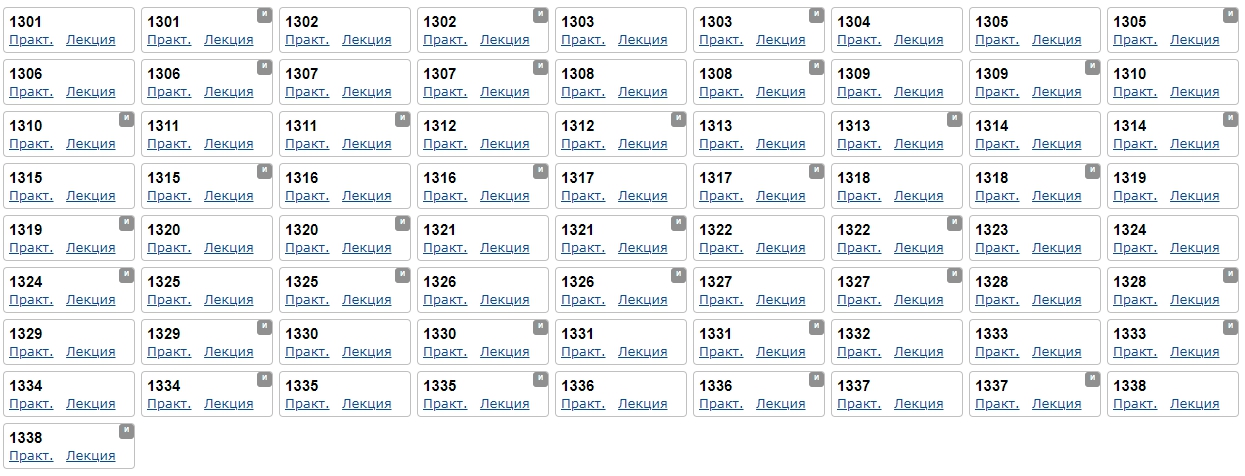 1301 1301 и 1302 1302 и 1303 1303 и 1304 1305 1305 и
Практ. Лекция Практ. Лекция Практ. Лекция Практ. Лекция Практ. Лекция Практ. Лекция Практ. Лекция Практ. Лекция Практ. Лекция
1306 1306 и 1307 1307 и 1308 1308 и 1309 1309 и 1310
Практ. Лекция Практ. Лекция Практ. Лекция Практ. Лекция Практ. Лекция Практ. Лекция Практ. Лекция Практ. Лекция Практ. Лекция
1310 и 1311 1311 и 1312 1312 и 1313 1313 и 1314 1314 и
Практ. Лекция Практ. Лекция Практ. Лекция Практ. Лекция Практ. Лекция Практ. Лекция Практ. Лекция Практ. Лекция Практ. Лекция
1315 1315 и 1316 1316 и 1317 1317 и 1318 1318 и 1319
Практ. Лекция Практ. Лекция Практ. Лекция Практ. Лекция Практ. Лекция Практ. Лекция Практ. Лекция Практ. Лекция Практ. Лекция
1319 и 1320 1320 и 1321 1321 и 1322 1322 и 1323 1324
Практ. Лекция Практ. Лекция Практ. Лекция Практ. Лекция Практ. Лекция Практ. Лекция Практ. Лекция Практ. Лекция Практ. Лекция
1324 и 1325 1325 и 1326 1326 и 1327 1327 и 1328 1328 и
Практ. Лекция Практ. Лекция Практ. Лекция Практ. Лекция Практ. Лекция Практ. Лекция Практ. Лекция Практ. Лекция Практ. Лекция
1329 1329 и 1330 1330 и 1331 1331 и 1332 1333 1333 и
Практ. Лекция Практ. Лекция Практ. Лекция Практ. Лекция Практ. Лекция Практ. Лекция Практ. Лекция Практ. Лекция Практ. Лекция
1334 1334 и 1335 1335 и 1336 1336 и 1337 1337 и 1338
Практ. Лекция Практ. Лекция Практ. Лекция Практ. Лекция Практ. Лекция Практ. Лекция Практ. Лекция Практ. Лекция Практ. Лекция
1338 и
Практ. Лекция